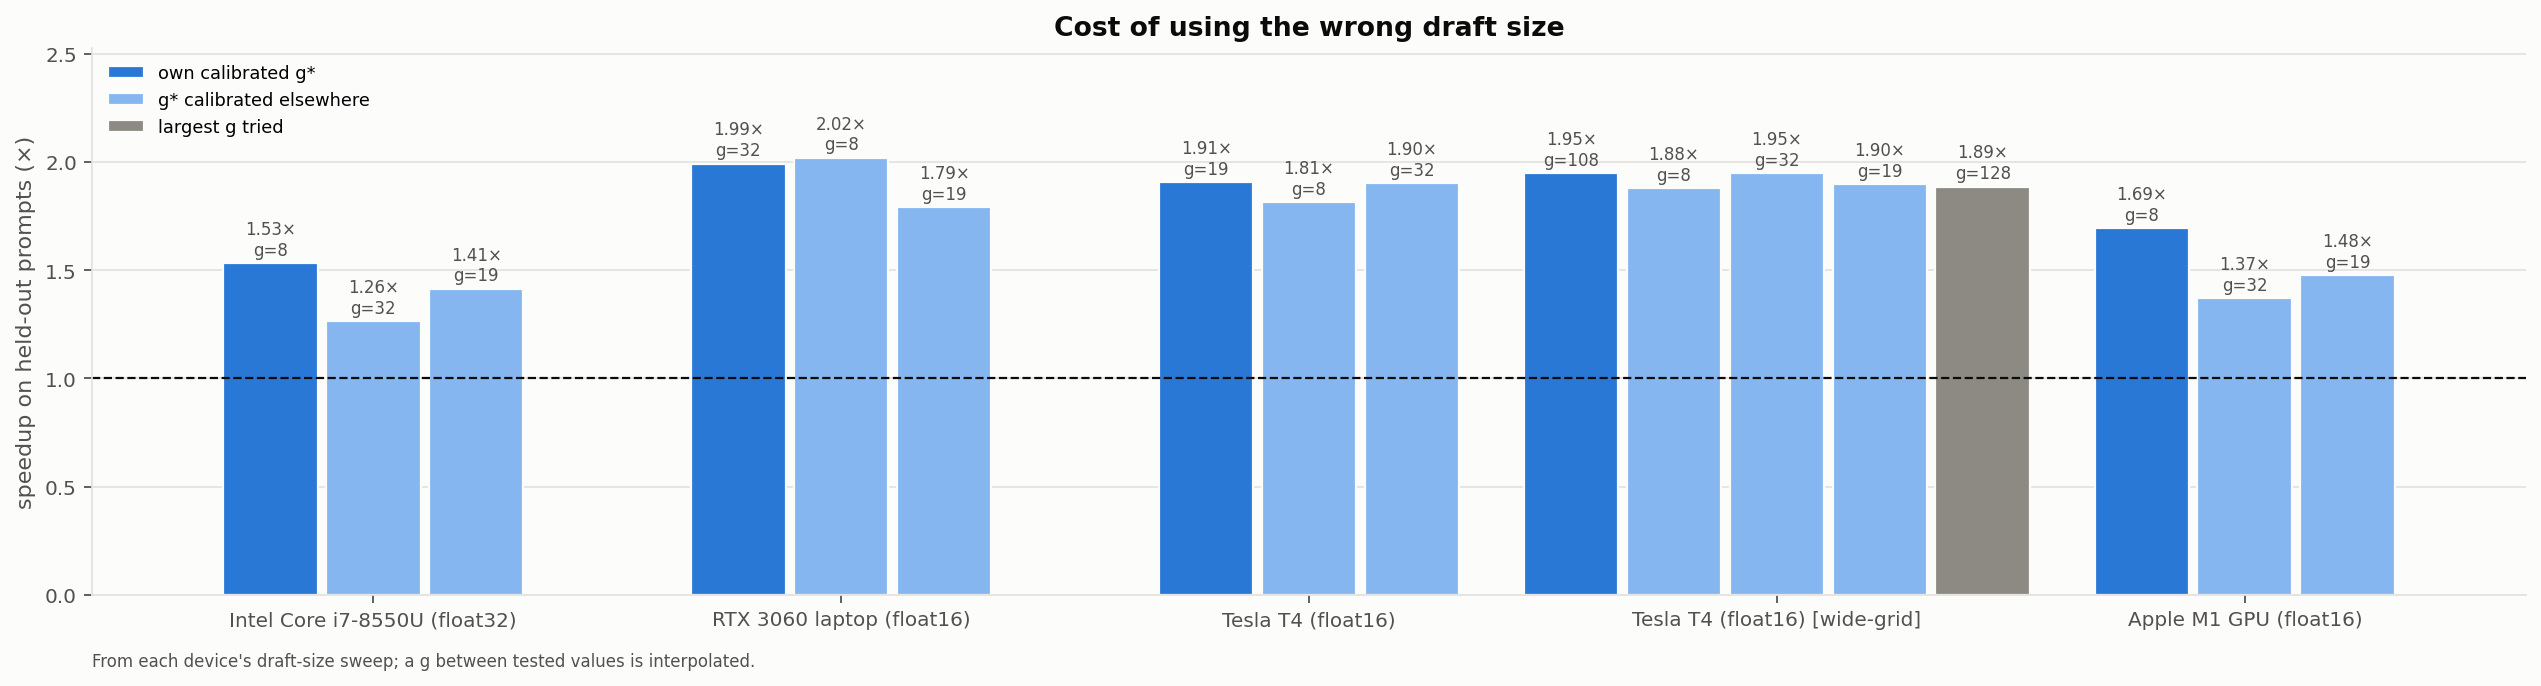 Cost of using the wrong draft size
speedup on held-out prompts (×)
2.5
2.0
1.5
1.0
0.5
0.0
own calibrated g*
g* calibrated elsewhere
largest g tried
1.53×
g=8
1.26×
g=32
1.41×
g=19
1.99×
g=32
2.02×
g=8
1.79×
g=19
1.91×
g=19
1.81×
g=8
1.90×
g=32
1.95×
g=108
1.88×
g=8
1.95×
g=32
1.90×
g=19
1.89×
g=128
1.69×
g=8
1.37×
g=32
1.48×
g=19
Intel Core i7-8550U (float32)
RTX 3060 laptop (float16)
Tesla T4 (float16)
Tesla T4 (float16) [wide-grid]
Apple M1 GPU (float16)
From each device's draft-size sweep; a g between tested values is interpolated.